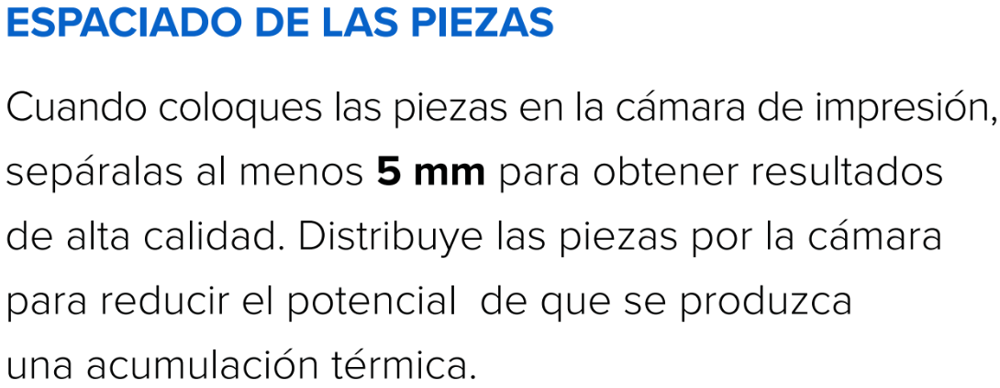 ESPACIADO DE LAS PIEZAS
Cuando coloques las piezas en la cámara de impresión,
sepáralas al menos 5 mm para obtener resultados
de alta calidad. Distribuye las piezas por la cámara
para reducir el potencial  de que se produzca
una acumulación térmica.